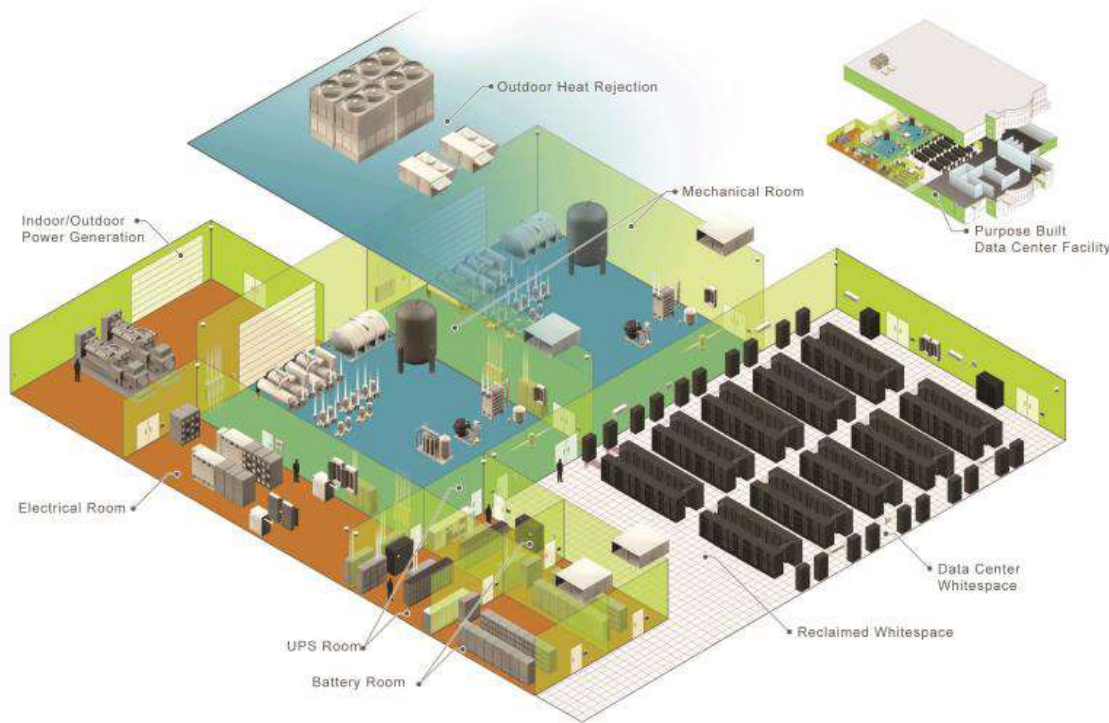 Outdoor Heat Rejection
Mechanical Room
Indoor/Outdoor
Power Generation
Purpose Built
Data Center Facility
Electrical Room
Data Center
Whitespace
Reclaimed Whitespace
UPS Room
Battery Room